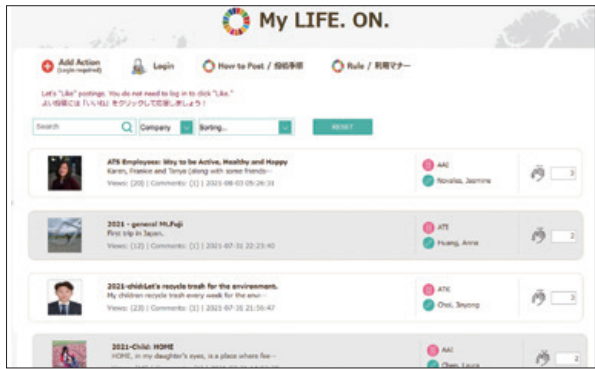 My LIFE. ON.
Add Action
(Login required)
Login
How to Post / 投稿手順
Rule / 利用マナー
Let's "Like" postings. You do not need to log in to click "Like."
よい投稿には「いいね」をクリックして応援しましょう!
Search
Company
Sorting...
RESET
ATS Employees: Way to be Active, Healthy and Happy
Karen, Frankie and Tanya (along with some friends…
Views: (20) | Comments: (1) | 2021-08-03 05:26:31
AAI
Novales, Jasmine
3
2021 - general Mt.Fuji
First trip in Japan.
Views: (12) | Comments: (1) | 2021-07-31 22:23:40
ATI
Huang, Anna
2
2021-child:Let's recycle trash for the environment.
My children recycle trash every week for the envir…
Views: (23) | Comments: (1) | 2021-07-31 21:56:47
ATK
Choi, Jinyong
3
2021-Child: HOME
HOME, in my daughter's eyes, is a place where fee…
AAI
Chen, Laura
2